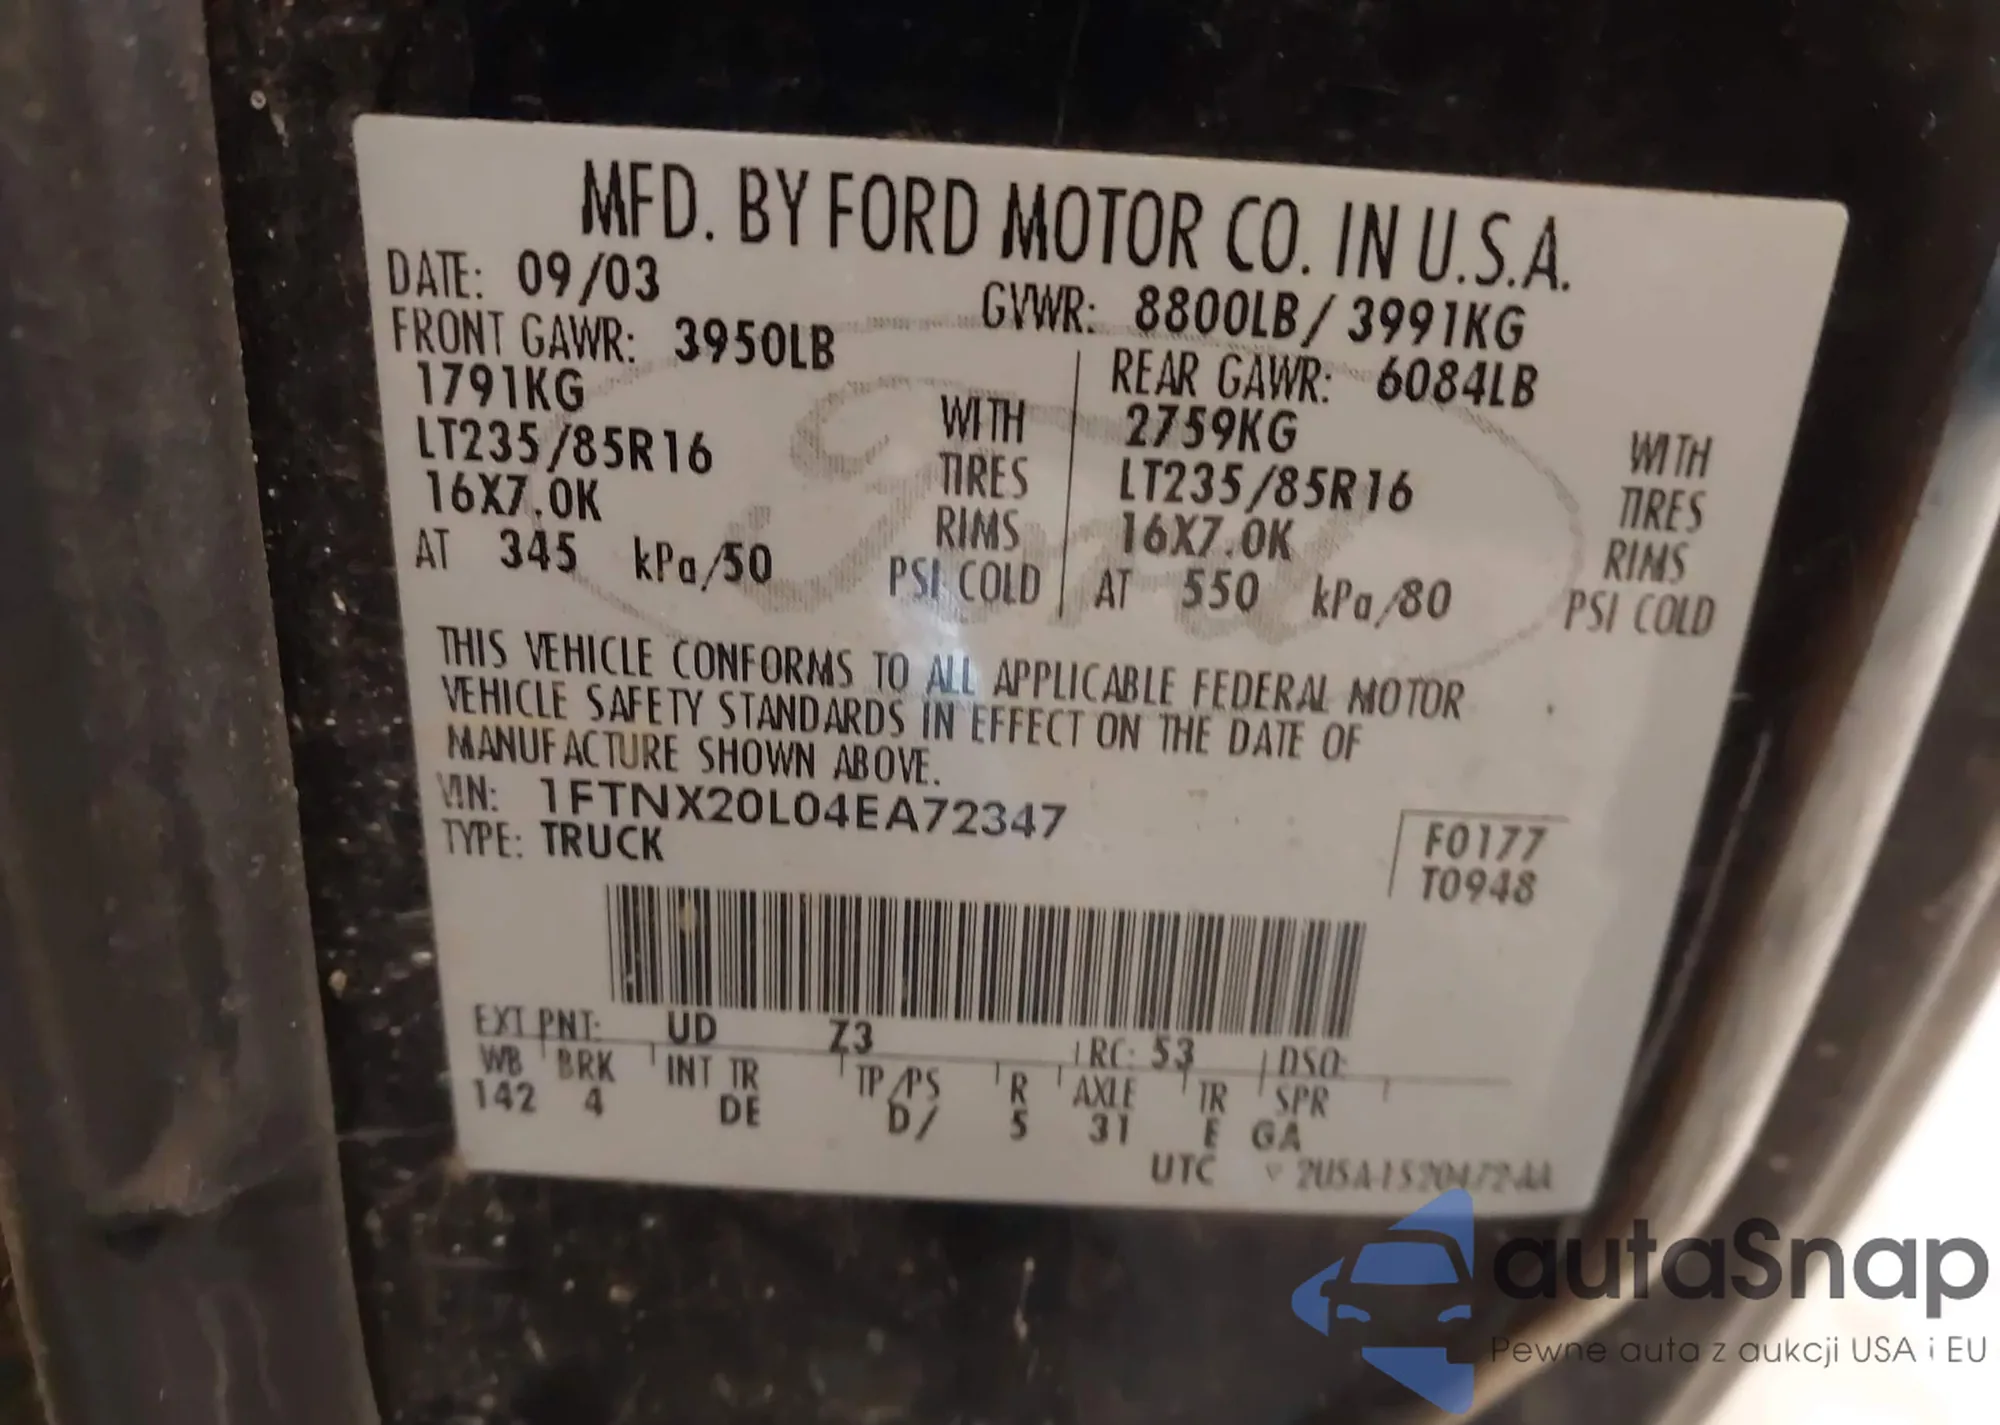 MFD. BY FORD MOTOR CO. IN U.S.A.
DATE: 09/03 GVWR: 8800LB/3991KG
FRONT GAWR: 3950LB REAR GAWR: 6084LB
1791KG WITH 2759KG WITH
LT235/85R16 TIRES LT235/85R16 TIRES
16X7.0K RIMS 16X7.0K RIMS
AT 345 kPa/50 PSI COLD AT 550 kPa/80 PSI COLD
THIS VEHICLE CONFORMS TO ALL APPLICABLE FEDERAL MOTOR
VEHICLE SAFETY STANDARDS IN EFFECT ON THE DATE OF
MANUFACTURE SHOWN ABOVE.
VIN: 1FTNX20L04EA72347
TYPE: TRUCK
F0177
T0948
EXT PNT: UD Z3 RC: 53 DSO:
WB BRK INT TR TP/PS R AXLE TR SPR
142 4 DE D/ 5 31 E GA
UTC
autaSnap
Pewne auta z aukcji USA i EU